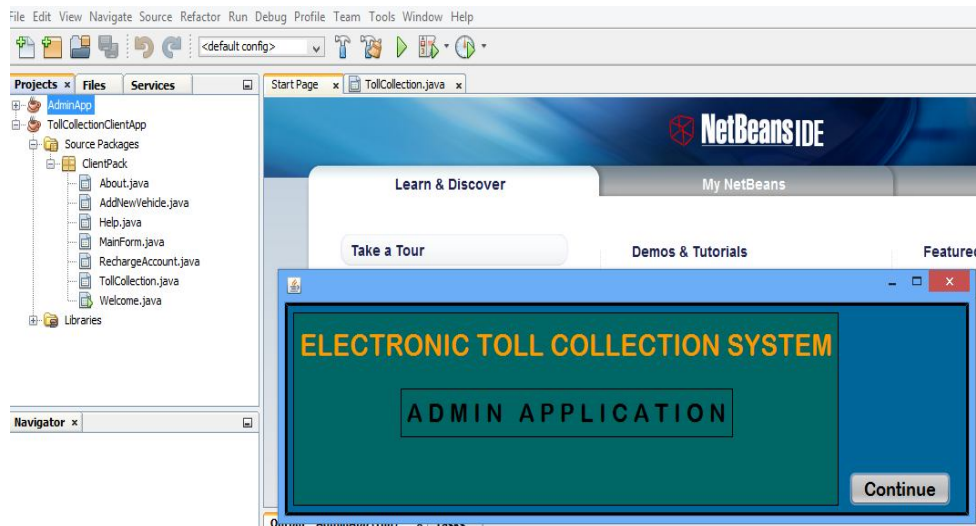 File Edit View Navigate Source Refactor Run Debug Profile Team Tools Window Help
<default config>
Projects x Files Services
AdminApp
TollCollectionClientApp
Source Packages
ClientPack
About.java
AddNewVehicle.java
Help.java
MainForm.java
RechargeAccount.java
TollCollection.java
Welcome.java
Libraries
Navigator x
Start Page x TollCollection.java x
NetBeans IDE
Learn & Discover
My NetBeans
Take a Tour
Demos & Tutorials
Feature
ELECTRONIC TOLL COLLECTION SYSTEM
ADMIN APPLICATION
Continue